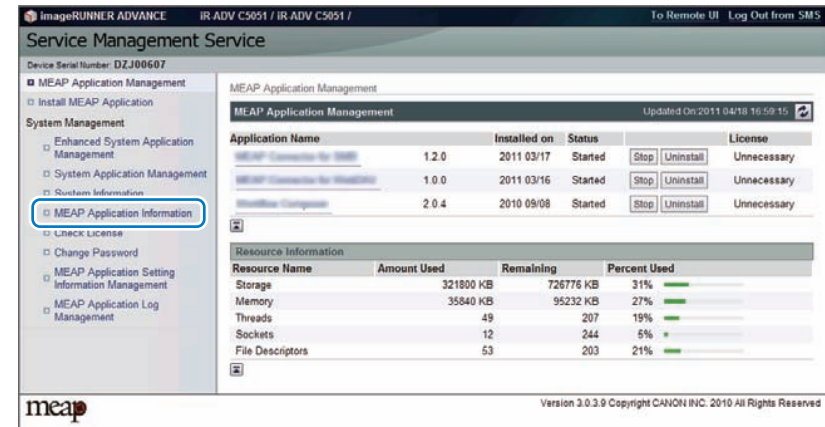 imageRUNNER ADVANCE iR-ADV C5051 / iR-ADV C5051 / To Remote UI Log Out from SMS
Service Management Service
Device Serial Number: DZJ00607
MEAP Application Management
Install MEAP Application
System Management
Enhanced System Application
Management
System Application Management
System Information
MEAP Application Information
Check License
Change Password
MEAP Application Setting
Information Management
MEAP Application Log
Management
MEAP Application Management
MEAP Application Management Updated On:2011 04/18 16:59:15
Application Name Installed on Status License
1.2.0 2011 03/17 Started Stop Uninstall Unnecessary
1.0.0 2011 03/16 Started Stop Uninstall Unnecessary
2.0.4 2010 09/08 Started Stop Uninstall Unnecessary
Resource Information
Resource Name Amount Used Remaining Percent Used
Storage 321800 KB 726776 KB 31%
Memory 35840 KB 95232 KB 27%
Threads 49 207 19%
Sockets 12 244 5%
File Descriptors 53 203 21%
meap
Version 3.0.3.9 Copyright CANON INC. 2010 All Rights Reserved